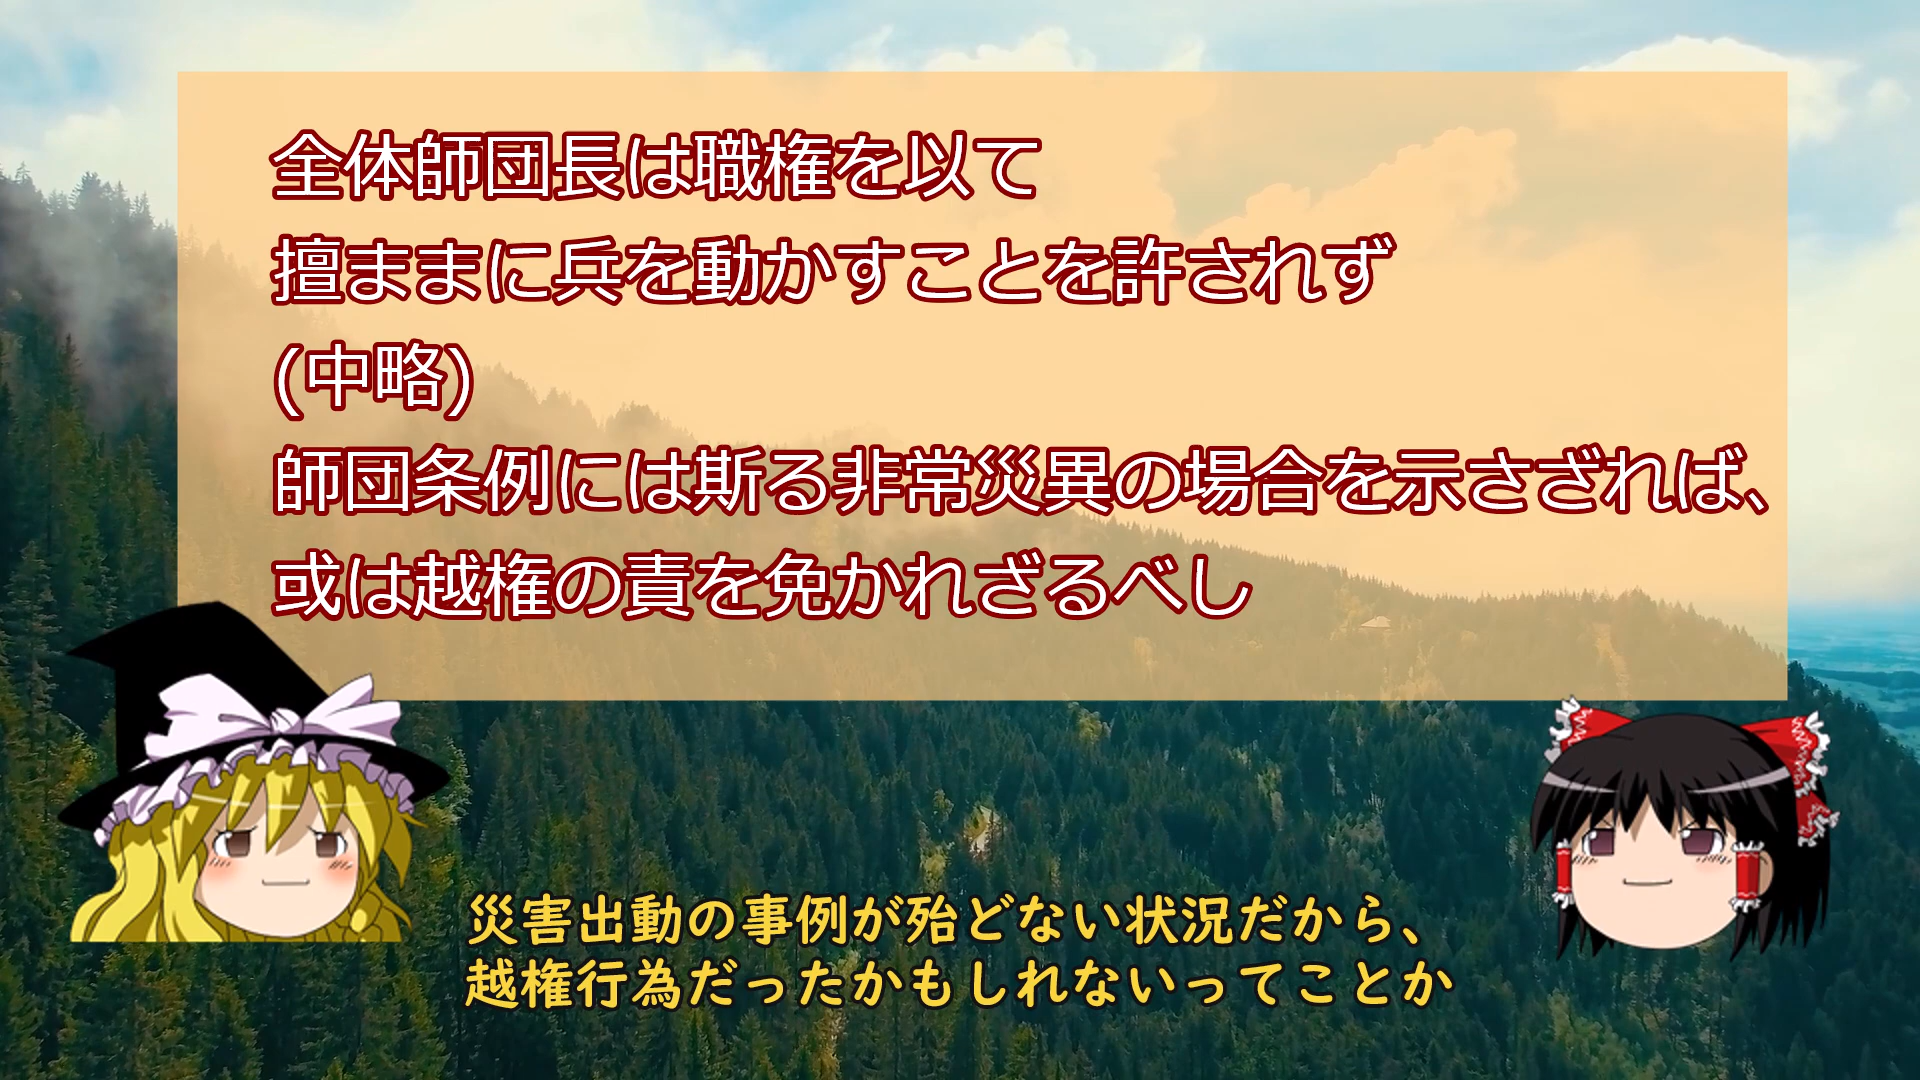 全体師団長は職権を以て
擅ままに兵を動かすことを許されず
(中略)
師団条例には斯る非常災異の場合を示さざれば、
或は越権の責を免かれざるべし
災害出動の事例が殆どない状況だから、
越権行為だったかもしれないってことか